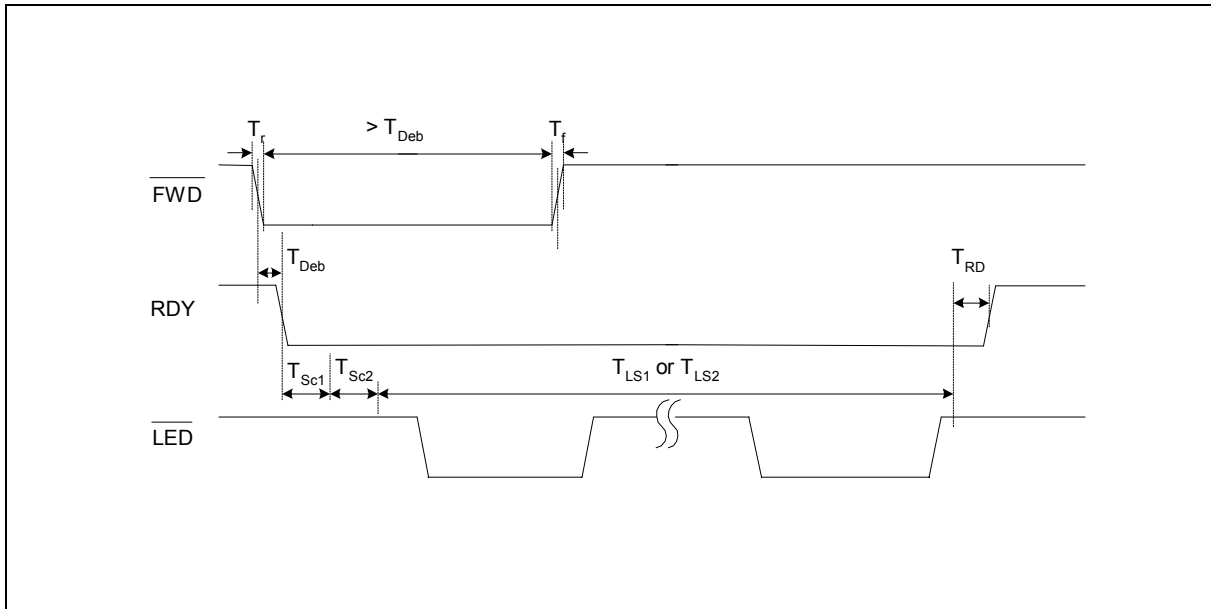 Tr
> TDeb
Tf
FWD
TDeb
TRD
RDY
TSc1
TSc2
TLS1 or TLS2
LED